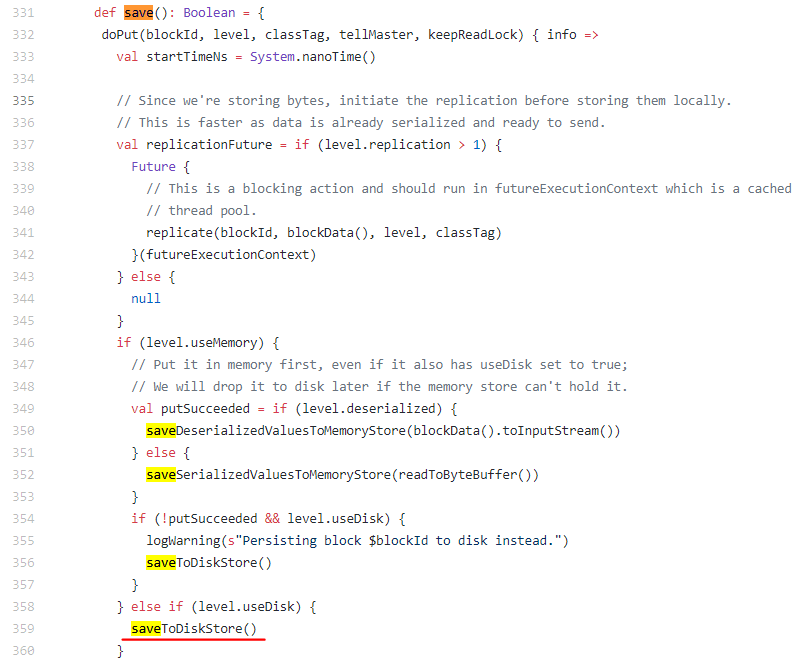 331 def save(): Boolean = {
332 doPut(blockId, level, classTag, tellMaster, keepReadLock) { info =>
333 val startTimeNs = System.nanoTime()
334
335 // Since we're storing bytes, initiate the replication before storing them locally.
336 // This is faster as data is already serialized and ready to send.
337 val replicationFuture = if (level.replication > 1) {
338 Future {
339 // This is a blocking action and should run in futureExecutionContext which is a cached
340 // thread pool.
341 replicate(blockId, blockData(), level, classTag)
342 }(futureExecutionContext)
343 } else {
344 null
345 }
346 if (level.useMemory) {
347 // Put it in memory first, even if it also has useDisk set to true;
348 // We will drop it to disk later if the memory store can't hold it.
349 val putSucceeded = if (level.deserialized) {
350 saveDeserializedValuesToMemoryStore(blockData().toInputStream())
351 } else {
352 saveSerializedValuesToMemoryStore(readToByteBuffer())
353 }
354 if (!putSucceeded && level.useDisk) {
355 logWarning(s"Persisting block $blockId to disk instead.")
356 saveToDiskStore()
357 }
358 } else if (level.useDisk) {
359 saveToDiskStore()
360 }